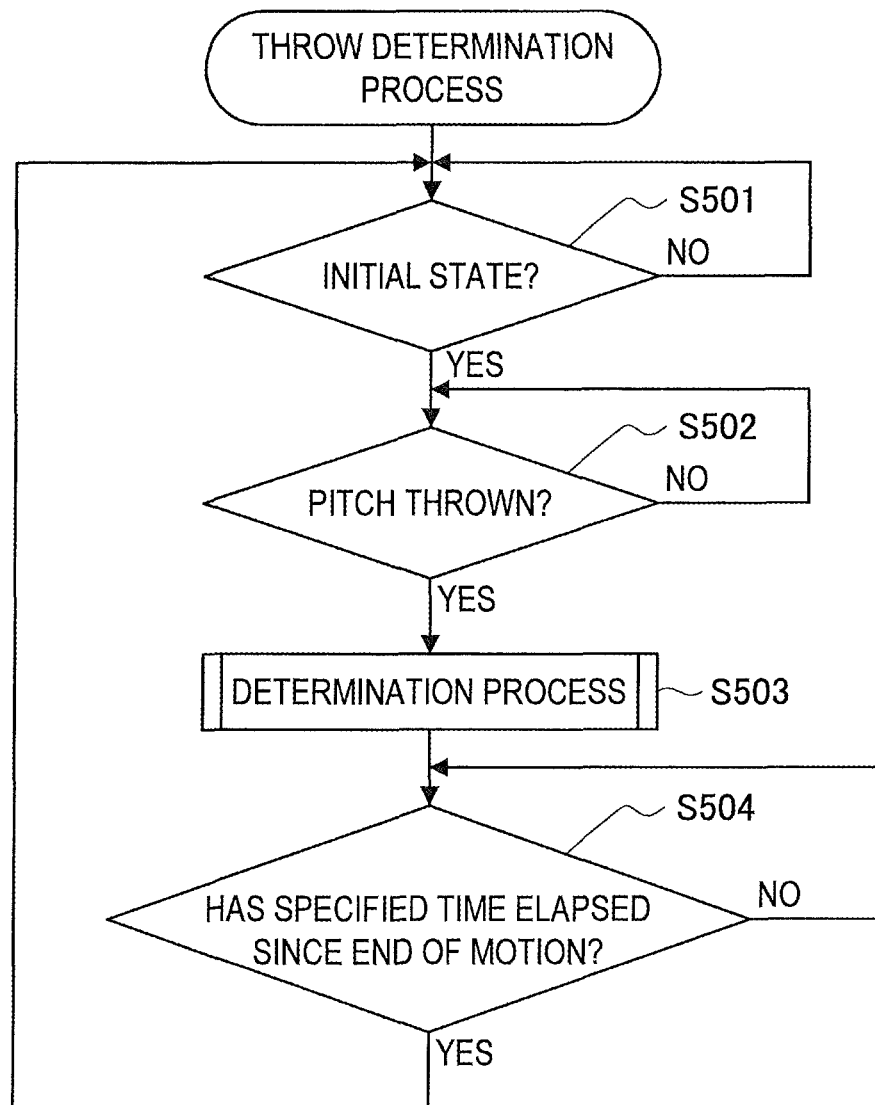 THROW DETERMINATION
PROCESS
S501
INITIAL STATE?
NO
YES
S502
PITCH THROWN?
NO
YES
DETERMINATION PROCESS
S503
S504
HAS SPECIFIED TIME ELAPSED
SINCE END OF MOTION?
NO
YES